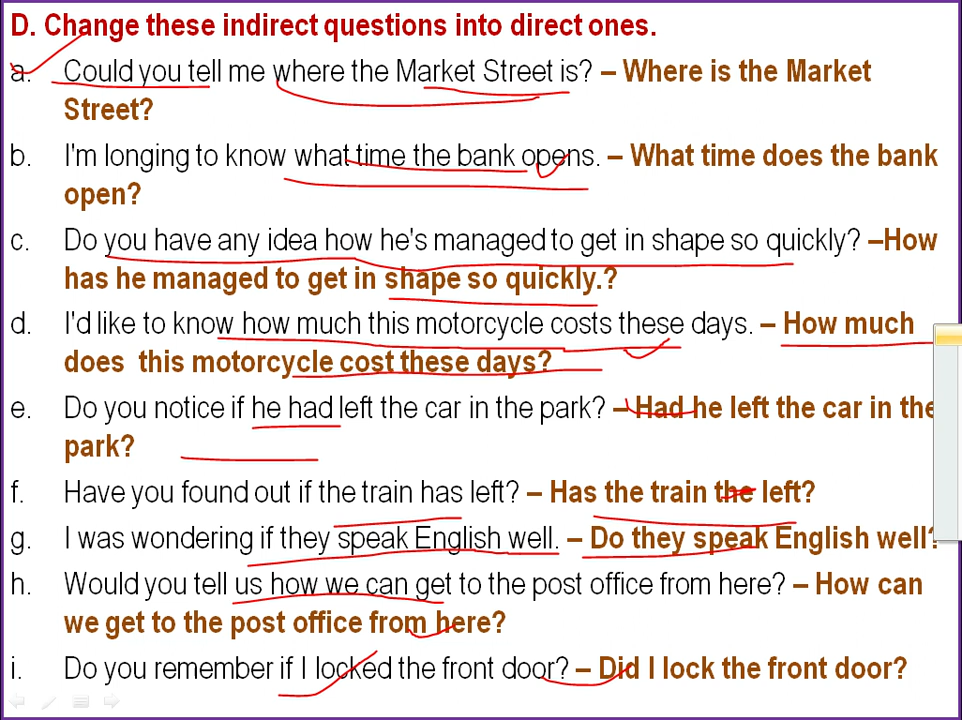 D. Change these indirect questions into direct ones.
a. Could you tell me where the Market Street is? – Where is the Market
Street?
b. I'm longing to know what time the bank opens. – What time does the bank
open?
c. Do you have any idea how he's managed to get in shape so quickly? –How
has he managed to get in shape so quickly.?
d. I'd like to know how much this motorcycle costs these days. – How much
does this motorcycle cost these days?
e. Do you notice if he had left the car in the park? – Had he left the car in the
park?
f. Have you found out if the train has left? – Has the train the left?
g. I was wondering if they speak English well. – Do they speak English well?
h. Would you tell us how we can get to the post office from here? – How can
we get to the post office from here?
i. Do you remember if I locked the front door? – Did I lock the front door?